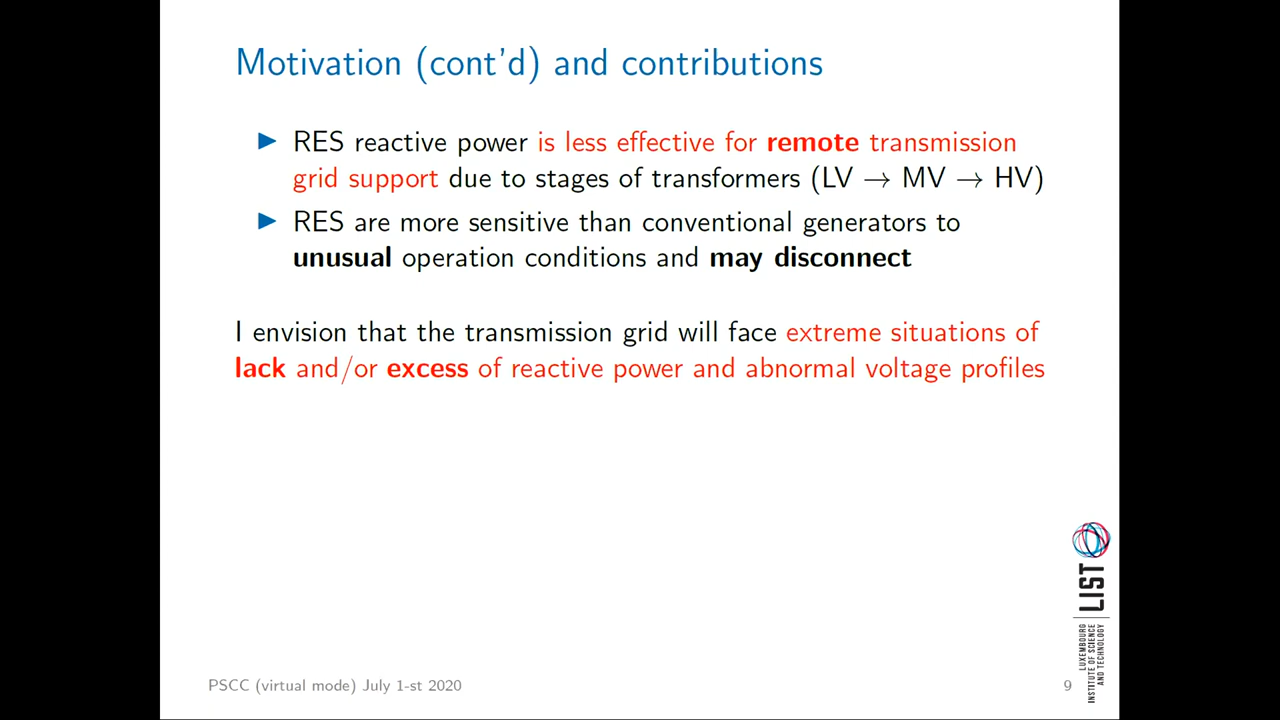 Motivation (cont'd) and contributions
▶ RES reactive power is less effective for remote transmission
grid support due to stages of transformers (LV → MV → HV)
▶ RES are more sensitive than conventional generators to
unusual operation conditions and may disconnect
I envision that the transmission grid will face extreme situations of
lack and/or excess of reactive power and abnormal voltage profiles
LIST
LUXEMBOURG
INSTITUTE OF SCIENCE
AND TECHNOLOGY
PSCC (virtual mode) July 1-st 2020
9